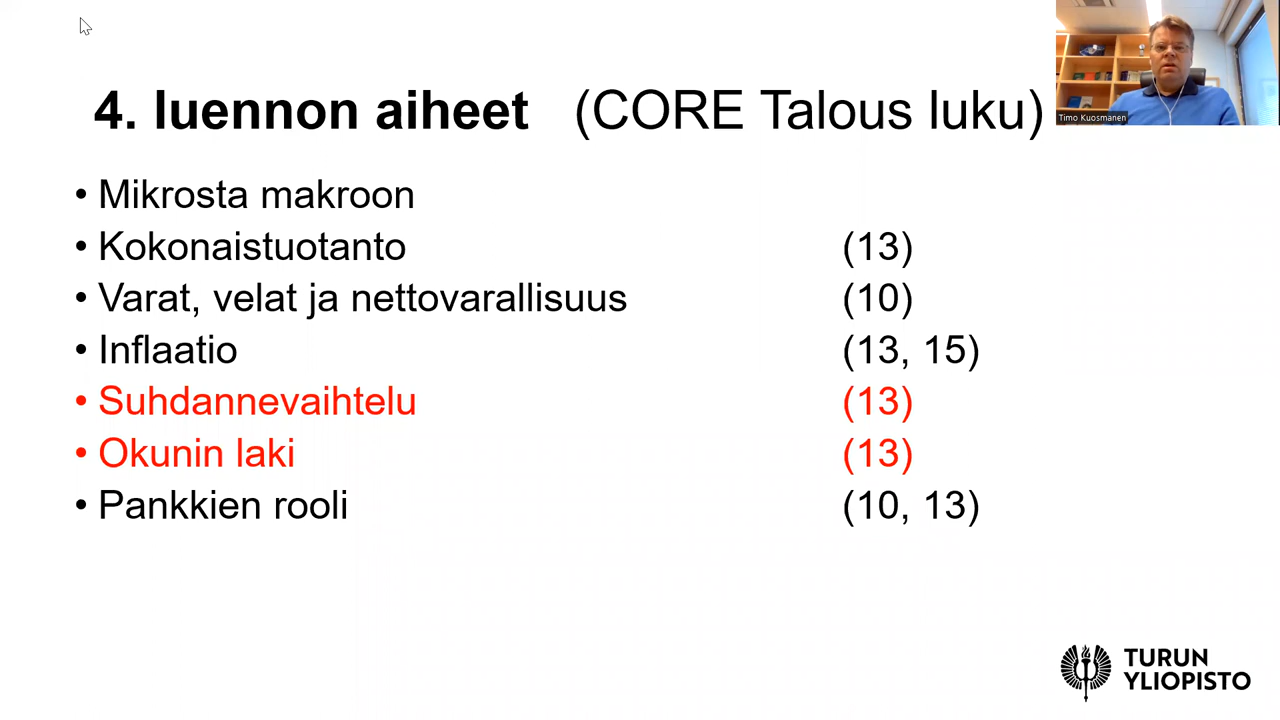 4. luennon aiheet (CORE Talous luku)
Timo Kuosmanen
• Mikrosta makroon
• Kokonaistuotanto (13)
• Varat, velat ja nettovarallisuus (10)
• Inflaatio (13, 15)
• Suhdannevaihtelu (13)
• Okunin laki (13)
• Pankkien rooli (10, 13)
TURUN
YLIOPISTO